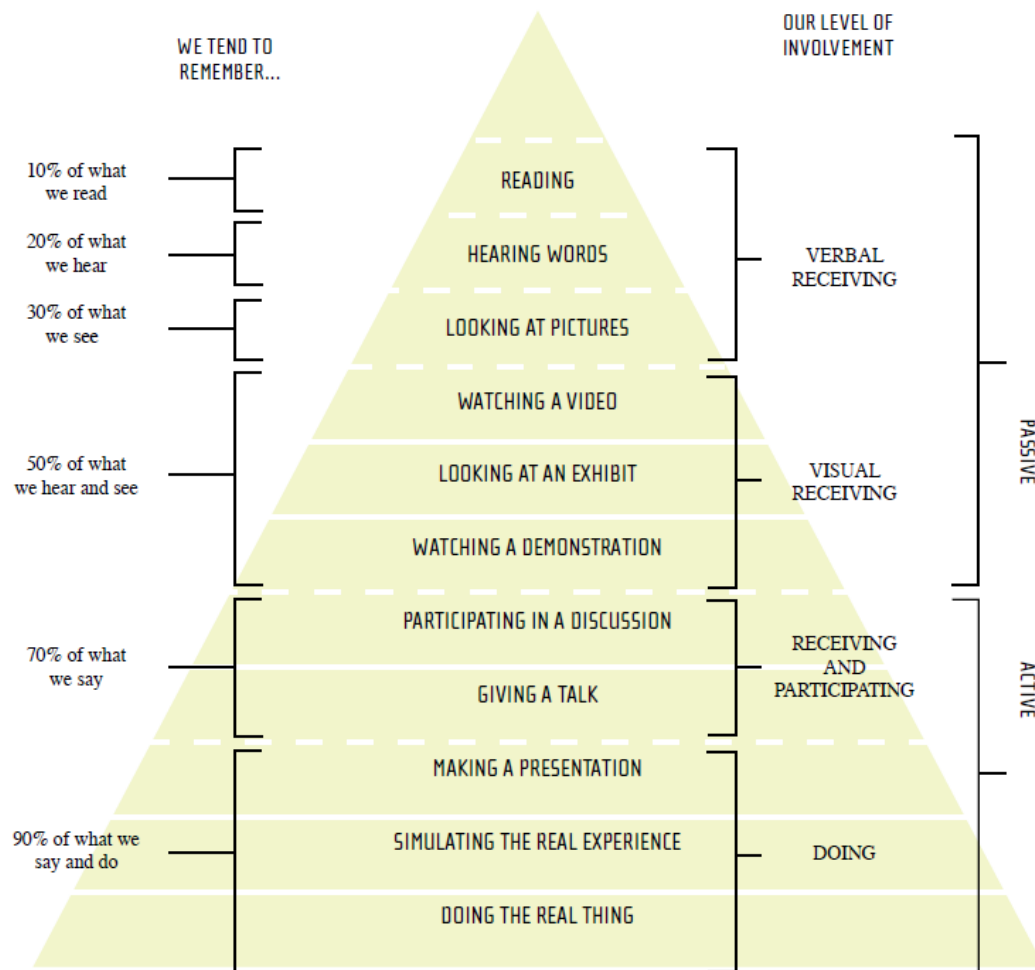 WE TEND TO
REMEMBER...
OUR LEVEL OF
INVOLVEMENT
10% of what
we read
READING
20% of what
we hear
HEARING WORDS
VERBAL
RECEIVING
30% of what
we see
LOOKING AT PICTURES
WATCHING A VIDEO
50% of what
we hear and see
LOOKING AT AN EXHIBIT
VISUAL
RECEIVING
WATCHING A DEMONSTRATION
PASSIVE
PARTICIPATING IN A DISCUSSION
70% of what
we say
GIVING A TALK
RECEIVING
AND
PARTICIPATING
ACTIVE
MAKING A PRESENTATION
90% of what we
say and do
SIMULATING THE REAL EXPERIENCE
DOING
DOING THE REAL THING